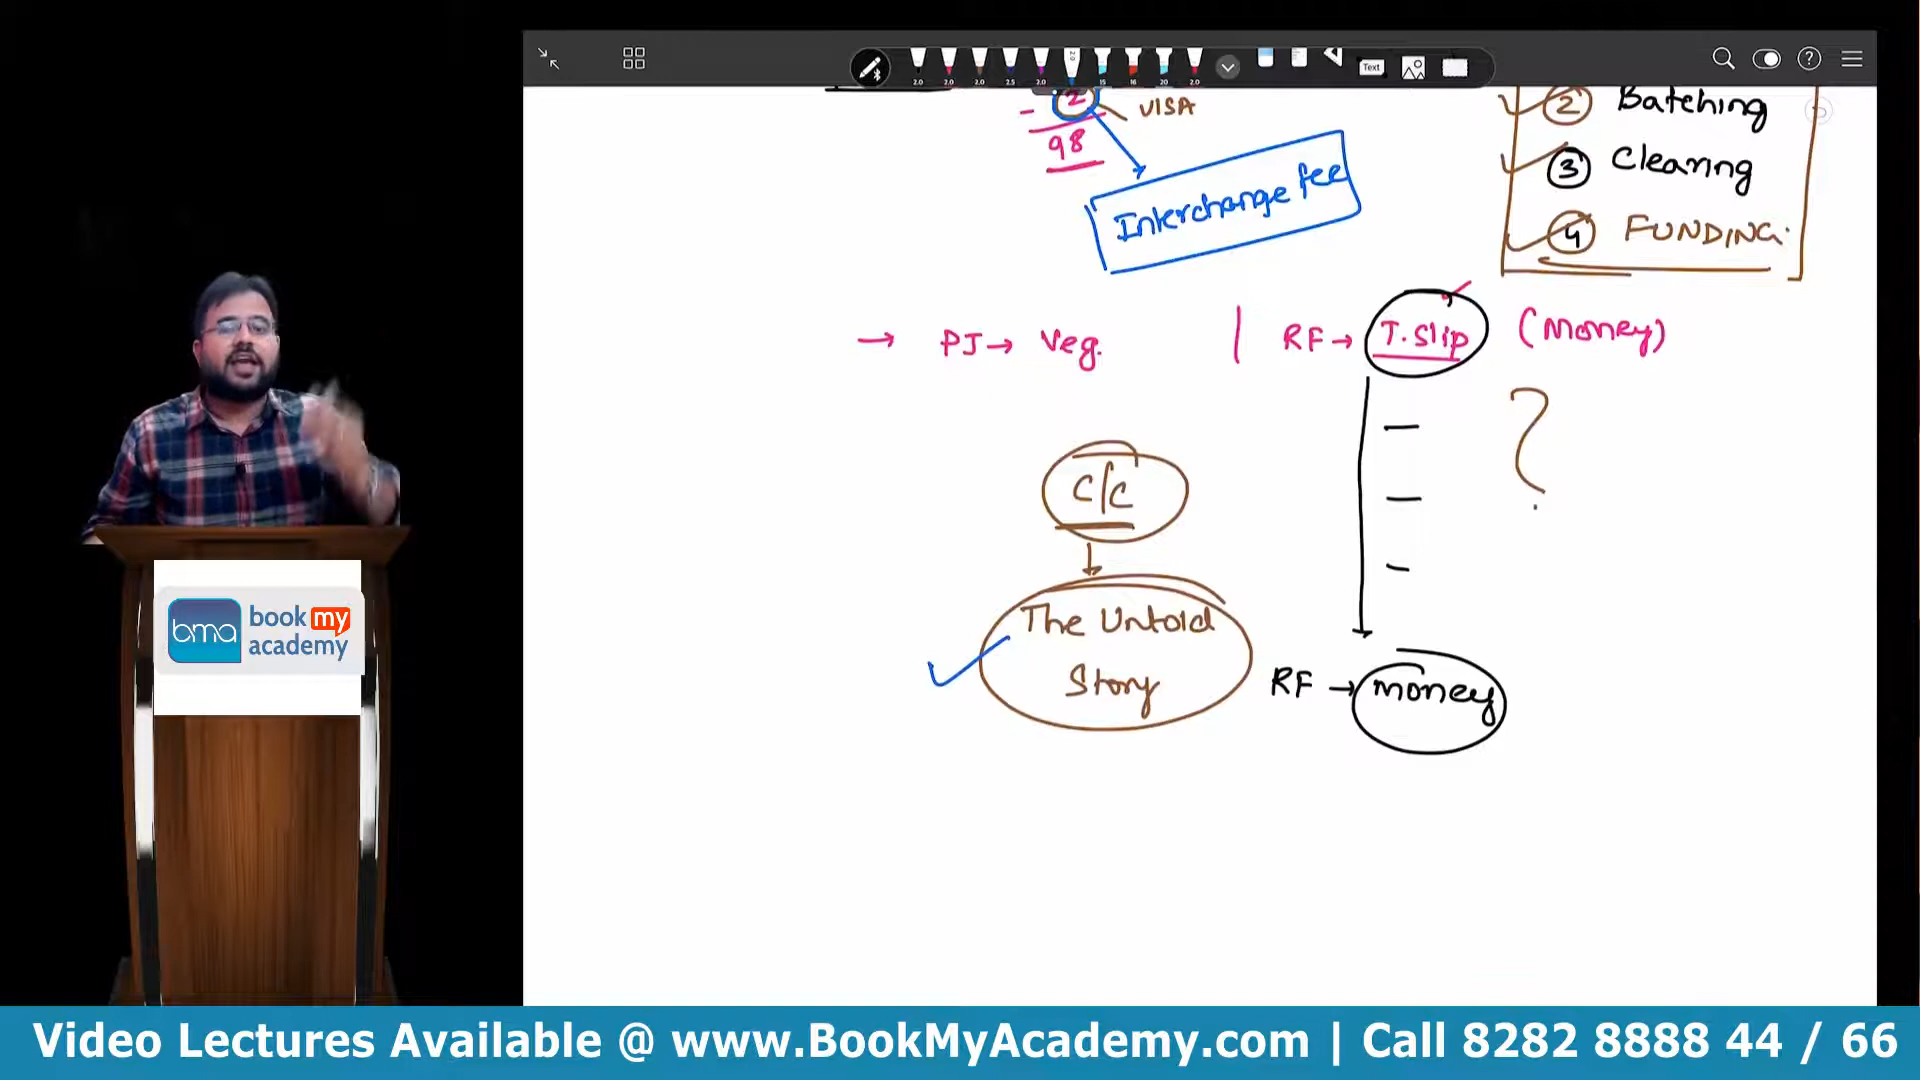 Text
2
VISA
98
Interchange fee
2 Batching
3 Clearing
4 FUNDING.
→ PJ → Veg. | RF → T.Slip (Money)
?
C/C
The Untold
Story
RF → money
bma book my
academy
Video Lectures Available @ www.BookMyAcademy.com | Call 8282 8888 44 / 66